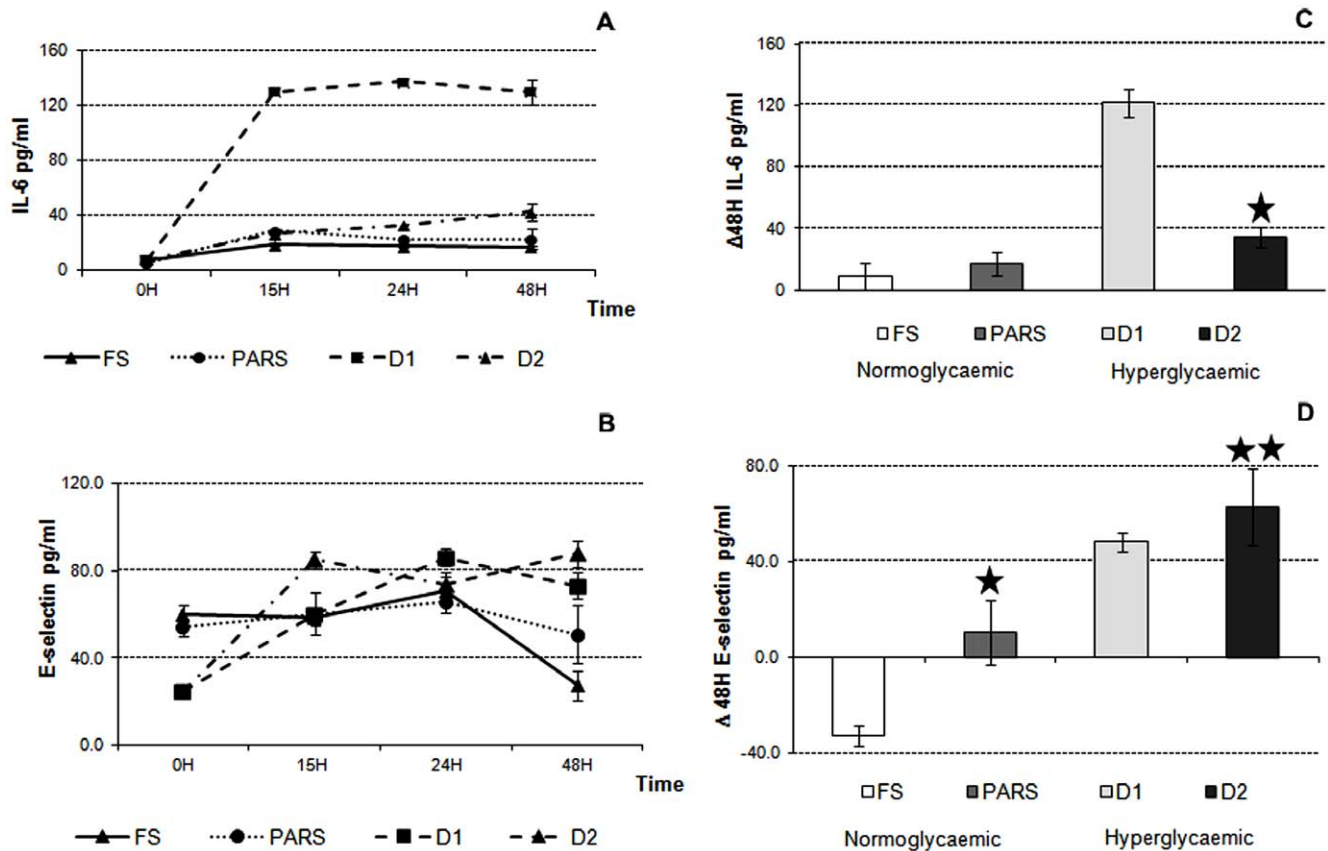 A
160
120
80
40
0
IL-6 pg/ml
0H 15H 24H 48H
Time
FS PARS D1 D2
C
160
120
80
40
0
Δ48H IL-6 pg/ml
FS PARS D1 D2
Normoglycaemic Hyperglycaemic
B
120.0
80.0
40.0
0.0
E-selectin pg/ml
0H 15H 24H 48H
Time
FS PARS D1 D2
D
80.0
40.0
0.0
-40.0
Δ 48H E-selectin pg/ml
FS PARS D1 D2
Normoglycaemic Hyperglycaemic